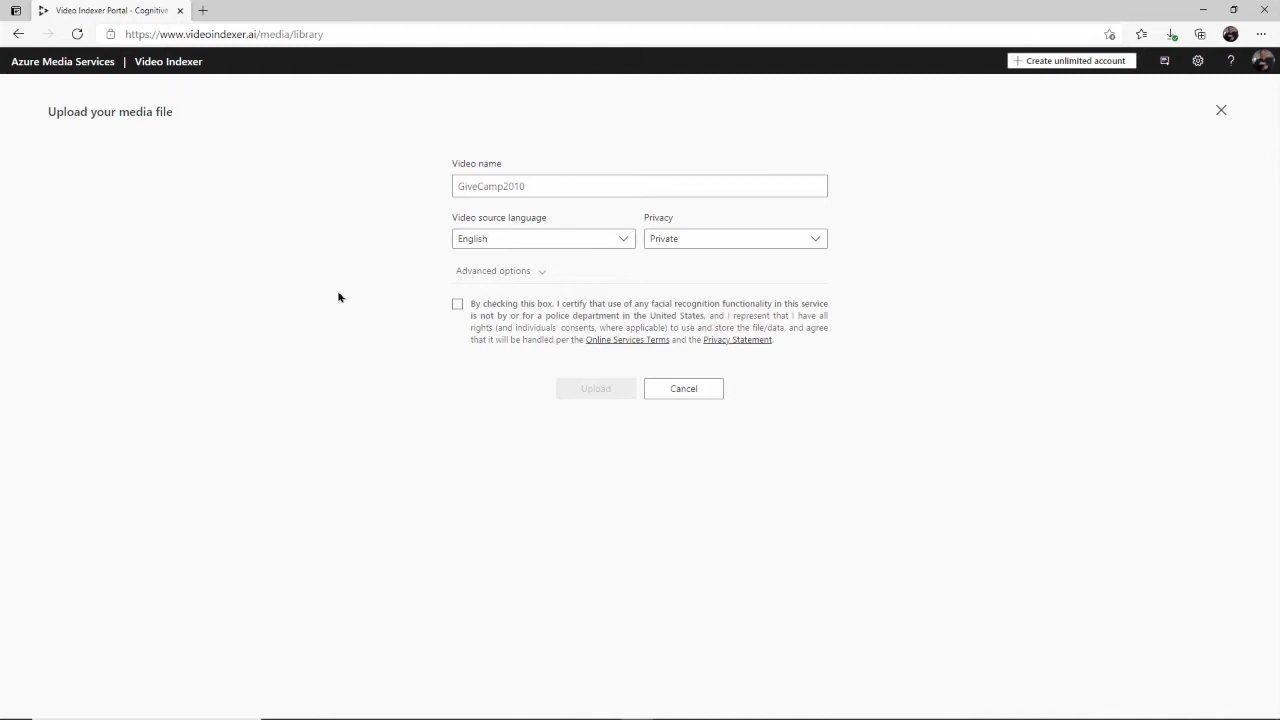 Video Indexer Portal - Cognitive
https://www.videoindexer.ai/media/library
Azure Media Services | Video Indexer
Create unlimited account
?
Upload your media file
Video name
GiveCamp2010
Video source language
Privacy
English
Private
Advanced options
By checking this box, I certify that use of any facial recognition functionality in this service
is not by or for a police department in the United States, and I represent that I have all
rights (and individuals' consents, where applicable) to use and store the file/data, and agree
that it will be handled per the Online Services Terms and the Privacy Statement.
Upload
Cancel